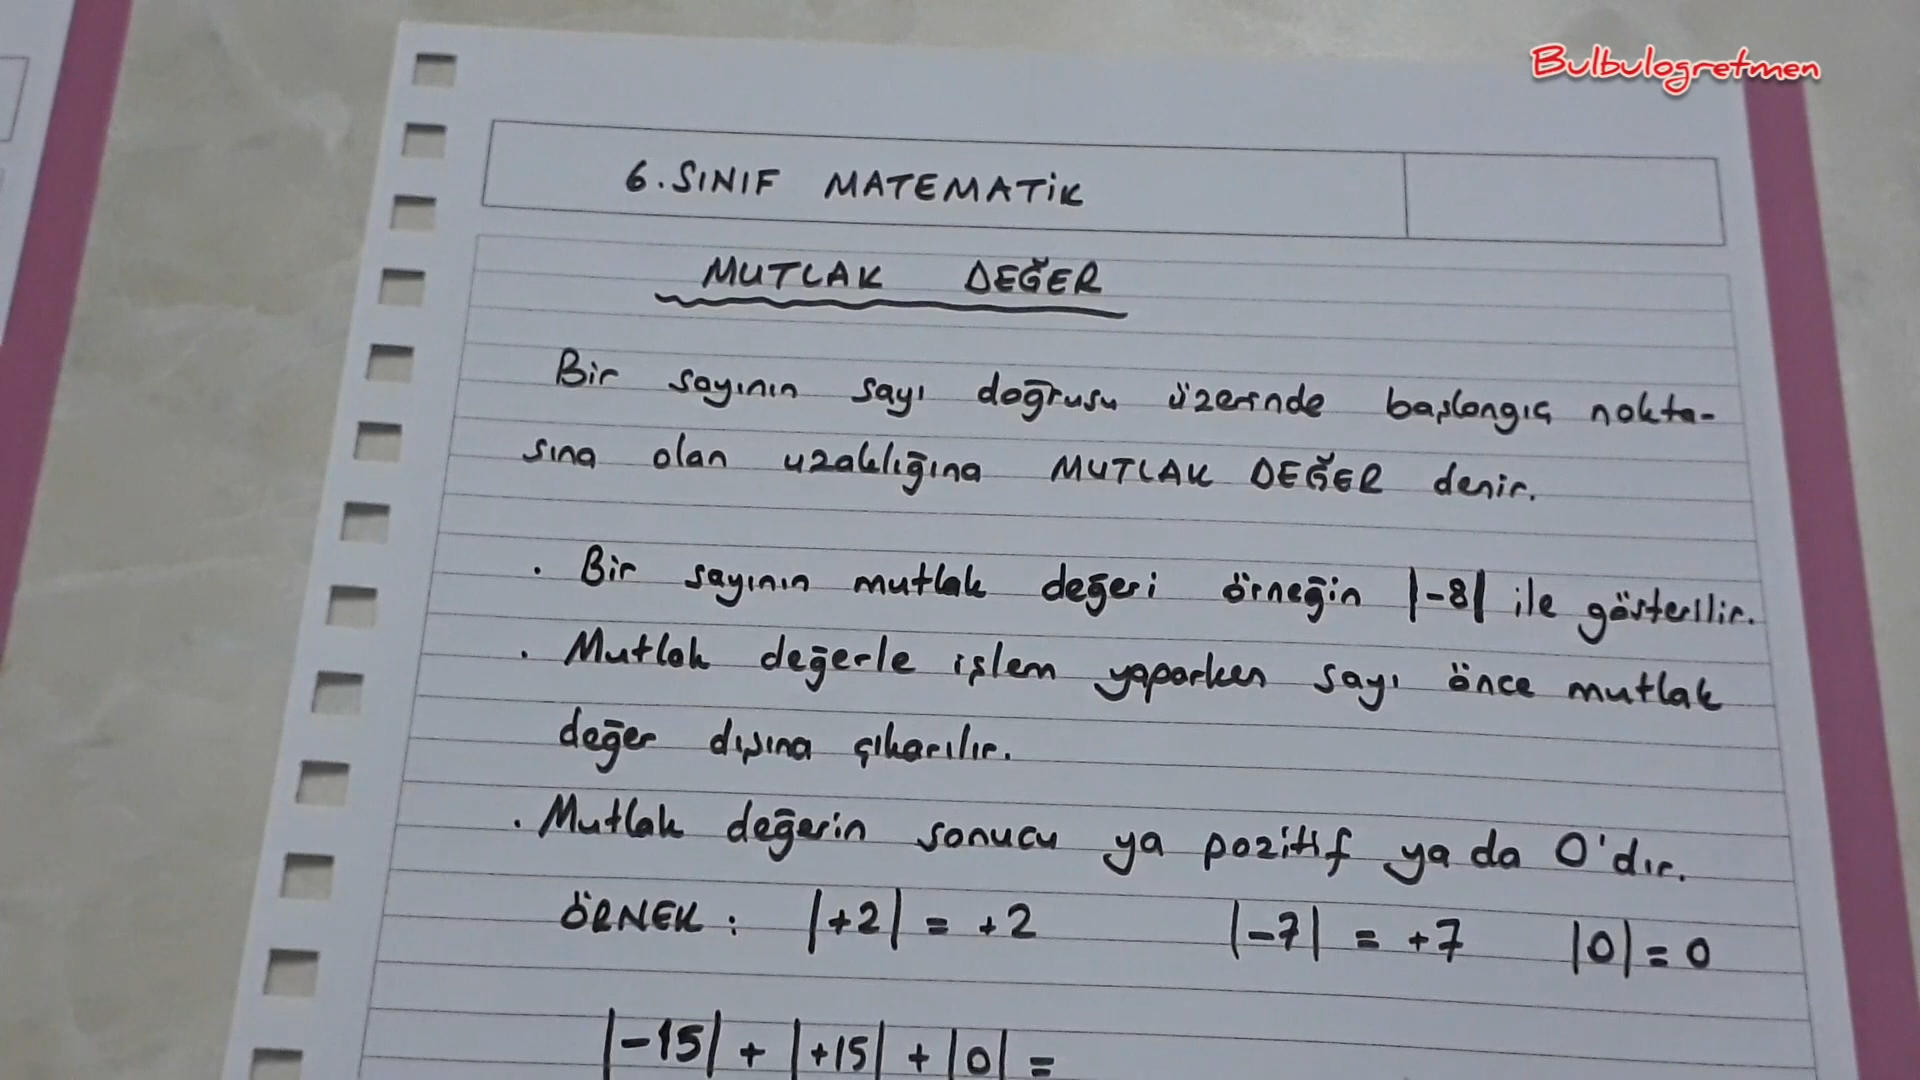 Bulbulogretmen
6.SINIF MATEMATİK
MUTLAK DEĞER
Bir sayının sayı doğrusu üzerinde başlangıç nokta-
sına olan uzaklığına MUTLAK DEĞER denir.
. Bir sayının mutlak değeri örneğin |-8| ile gösterilir.
. Mutlak değerle işlem yaparken sayı önce mutlak
değer dışına çıkarılır.
. Mutlak değerin sonucu ya pozitif ya da 0'dır.
ÖRNEK : |+2| = +2 |-7| = +7 |0| = 0
|-15| + |+15| + |0| =